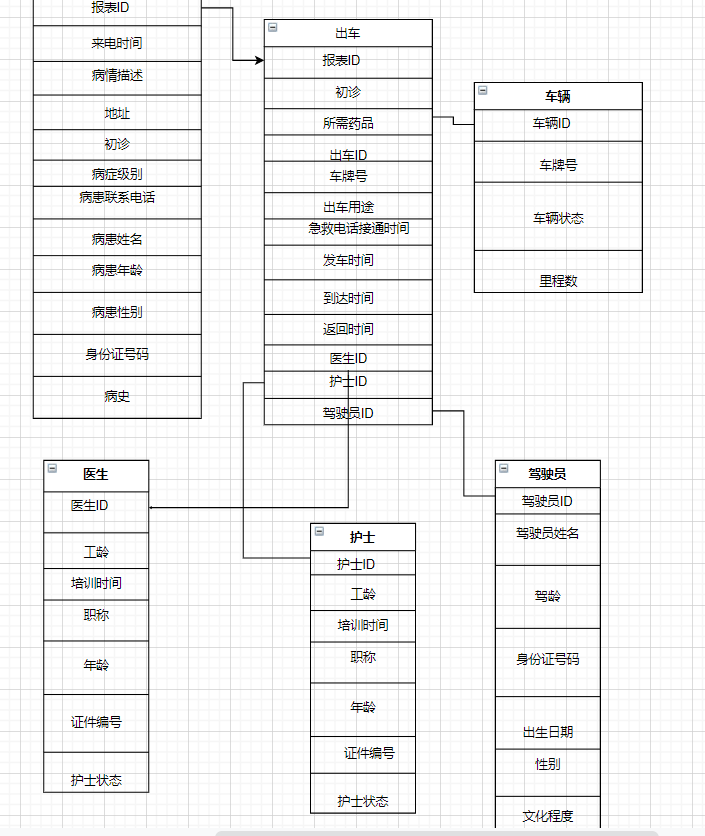 报表ID
来电时间
病情描述
地址
初诊
病症级别
病患联系电话
病患姓名
病患年龄
病患性别
身份证号码
病史
出车
报表ID
初诊
所需药品
出车ID
车牌号
出车用途
急救电话接通时间
发车时间
到达时间
返回时间
医生ID
护士ID
驾驶员ID
车辆
车辆ID
车牌号
车辆状态
里程数
医生
医生ID
工龄
培训时间
职称
年龄
证件编号
护士状态
护士
护士ID
工龄
培训时间
职称
年龄
证件编号
护士状态
驾驶员
驾驶员ID
驾驶员姓名
驾龄
身份证号码
出生日期
性别
文化程度